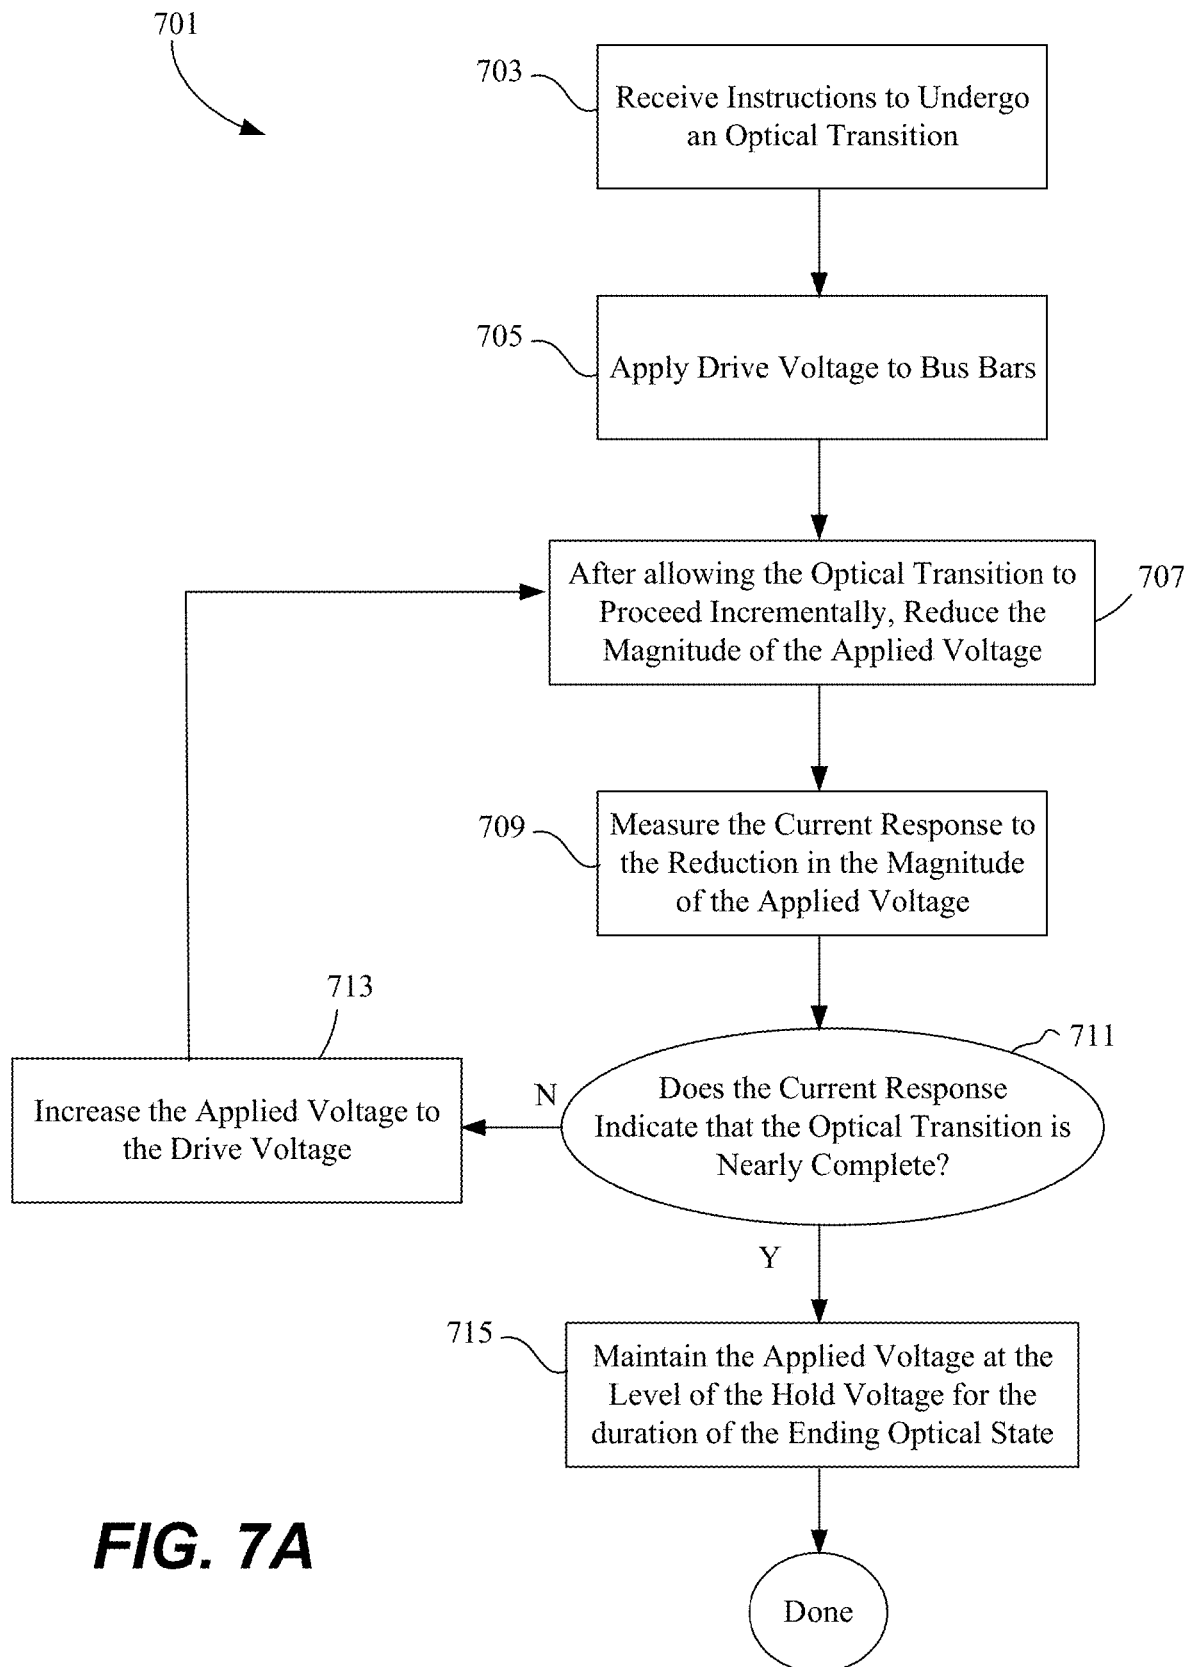 701
703
Receive Instructions to Undergo
an Optical Transition
705
Apply Drive Voltage to Bus Bars
After allowing the Optical Transition to
Proceed Incrementally, Reduce the
Magnitude of the Applied Voltage
707
709
Measure the Current Response to
the Reduction in the Magnitude
of the Applied Voltage
713
Increase the Applied Voltage to
the Drive Voltage
N
711
Does the Current Response
Indicate that the Optical Transition is
Nearly Complete?
Y
715
Maintain the Applied Voltage at the
Level of the Hold Voltage for the
duration of the Ending Optical State
Done
FIG. 7A